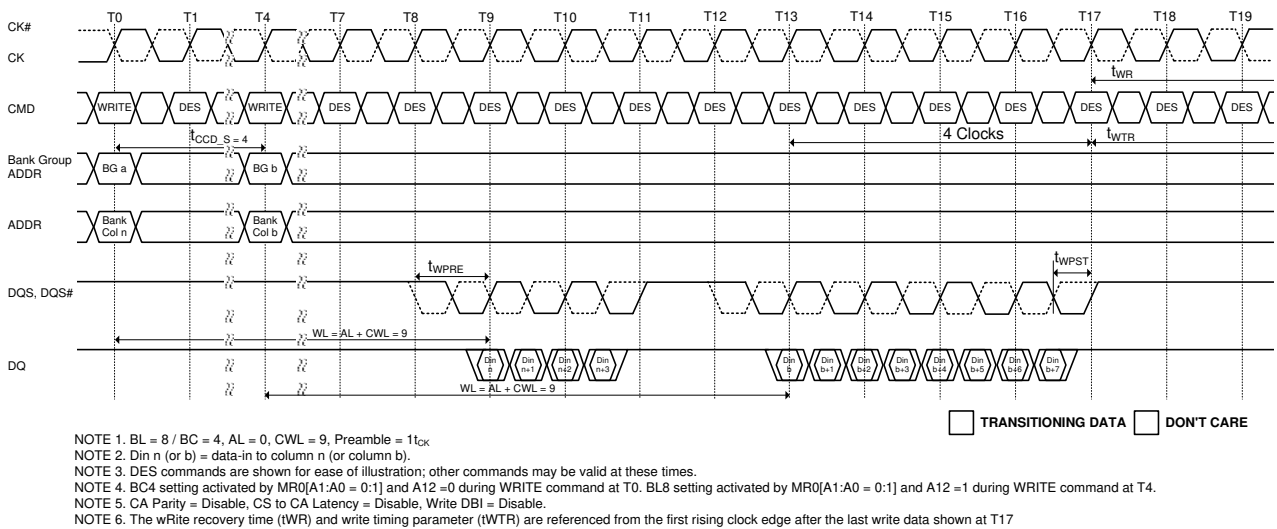 T0 T1 T4 T7 T8 T9 T10 T11 T12 T13 T14 T15 T16 T17 T18 T19
CK#
CK
tWR
CMD
WRITE DES WRITE DES DES DES DES DES DES DES DES DES DES DES DES DES
tCCD_S = 4
4 Clocks
tWTR
Bank Group
ADDR
BG a BG b
ADDR
Bank
Col n
Bank
Col b
tWPRE
tWPST
DQS, DQS#
WL = AL + CWL = 9
DQ
Din
n
Din
n+1
Din
n+2
Din
n+3
Din
b
Din
b+1
Din
b+2
Din
b+3
Din
b+4
Din
b+5
Din
b+6
Din
b+7
WL = AL + CWL = 9
TRANSITIONING DATA DON'T CARE
NOTE 1. BL = 8 / BC = 4, AL = 0, CWL = 9, Preamble = 1tCK
NOTE 2. Din n (or b) = data-in to column n (or column b).
NOTE 3. DES commands are shown for ease of illustration; other commands may be valid at these times.
NOTE 4. BC4 setting activated by MR0[A1:A0 = 0:1] and A12 =0 during WRITE command at T0. BL8 setting activated by MR0[A1:A0 = 0:1] and A12 =1 during WRITE command at T4.
NOTE 5. CA Parity = Disable, CS to CA Latency = Disable, Write DBI = Disable.
NOTE 6. The wRite recovery time (tWR) and write timing parameter (tWTR) are referenced from the first rising clock edge after the last write data shown at T17